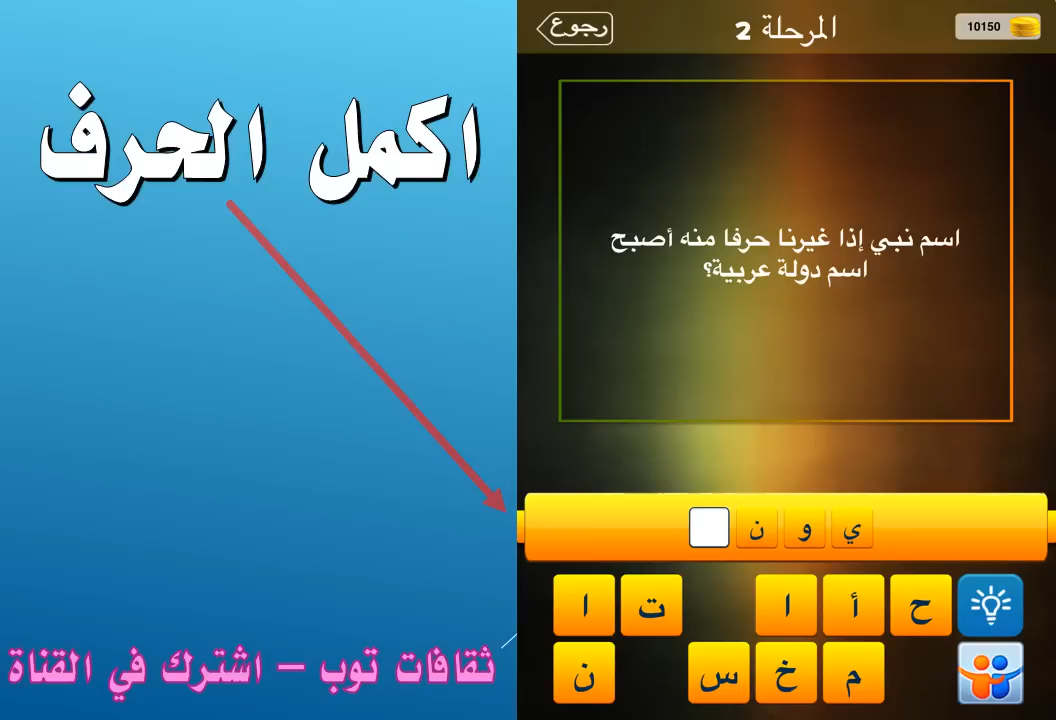 اكمل الحرف
ثقافات توب – اشترك في القناة
رجوع
المرحلة 2
10150
اسم نبي إذا غيرنا حرفا منه أصبح
اسم دولة عربية؟
ي و ن
ح أ ا ت ا
م خ س ن